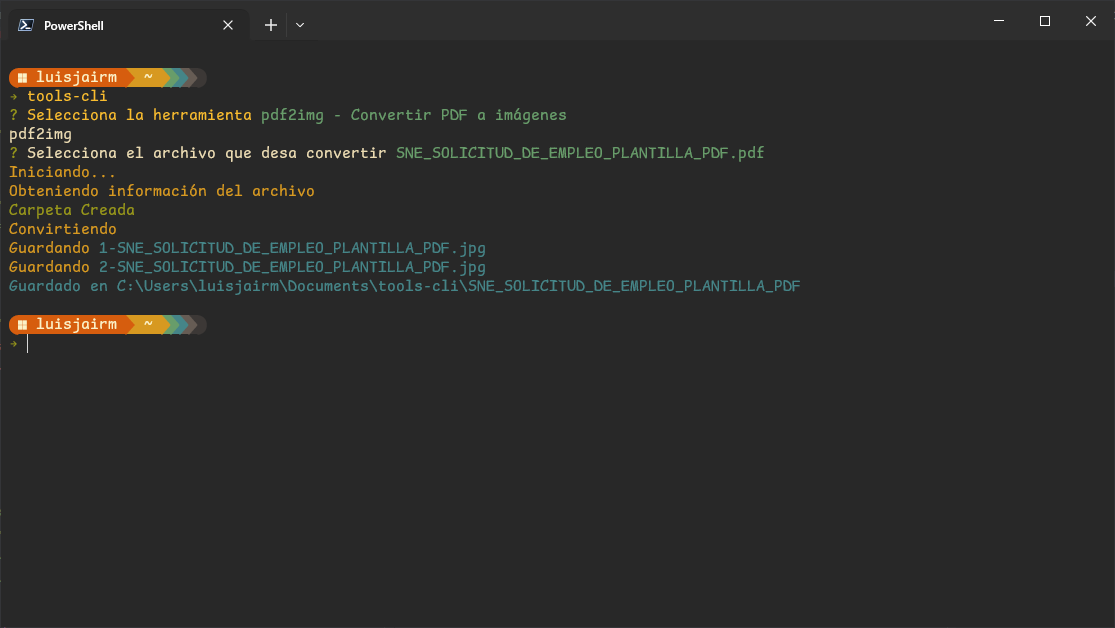 PowerShell
luisjairm ~
→ tools-cli
? Selecciona la herramienta pdf2img - Convertir PDF a imágenes
pdf2img
? Selecciona el archivo que desa convertir SNE_SOLICITUD_DE_EMPLEO_PLANTILLA_PDF.pdf
Iniciando...
Obteniendo información del archivo
Carpeta Creada
Convirtiendo
Guardando 1-SNE_SOLICITUD_DE_EMPLEO_PLANTILLA_PDF.jpg
Guardando 2-SNE_SOLICITUD_DE_EMPLEO_PLANTILLA_PDF.jpg
Guardado en C:\Users\luisjairm\Documents\tools-cli\SNE_SOLICITUD_DE_EMPLEO_PLANTILLA_PDF
luisjairm ~
→